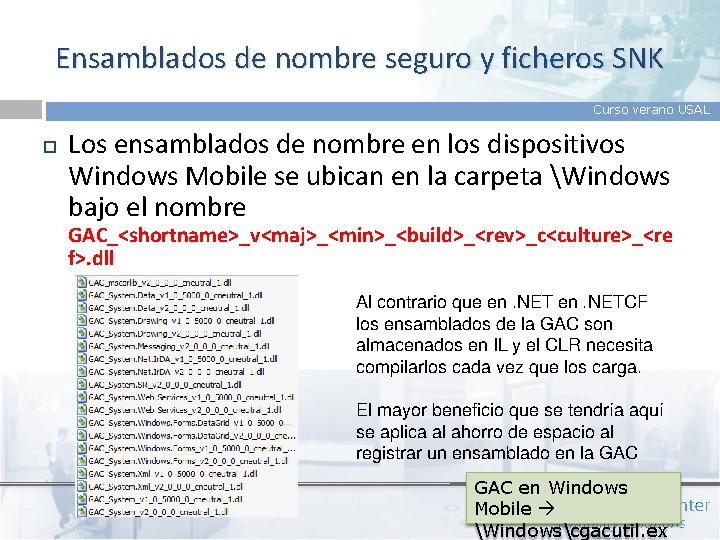 Ensamblados de nombre seguro y ficheros SNK
Curso verano USAL
Los ensamblados de nombre en los dispositivos
Windows Mobile se ubican en la carpeta \Windows
bajo el nombre
GAC_<shortname>_v<maj>_<min>_<build>_<rev>_c<culture>_<re
f>.dll
GAC_mscorlib_v2_0_0_0_cneutral_1.dll
GAC_System.Data_v1_0_5000_0_cneutral_1.dll
GAC_System.Data_v2_0_0_0_cneutral_1.dll
GAC_System.Drawing_v1_0_5000_0_cneutral_1.dll
GAC_System.Drawing_v2_0_0_0_cneutral_1.dll
GAC_System.Messaging_v2_0_0_0_cneutral_1.dll
GAC_System.Net.IrDA_v1_0_5000_0_cneutral_1.dll
GAC_System.Net.IrDA_v2_0_0_0_cneutral_1.dll
GAC_System.SR_v2_0_0_0_cneutral_1.dll
GAC_System.Web.Services_v1_0_5000_0_cneutral_1.dll
GAC_System.Web.Services_v2_0_0_0_cneutral_1.dll
GAC_System.Windows.Forms.DataGrid_v1_0_5000_...
GAC_System.Windows.Forms.DataGrid_v2_0_0_0_cne...
GAC_System.Windows.Forms_v1_0_5000_0_cneutral_...
GAC_System.Windows.Forms_v2_0_0_0_cneutral_1.dll
GAC_System.Xml_v1_0_5000_0_cneutral_1.dll
GAC_System.Xml_v2_0_0_0_cneutral_1.dll
GAC_System_v1_0_5000_0_cneutral_1.dll
GAC_System_v2_0_0_0_cneutral_1.dll
Al contrario que en .NET en .NETCF
los ensamblados de la GAC son
almacenados en IL y el CLR necesita
compilarlos cada vez que los carga.
El mayor beneficio que se tendría aquí
se aplica al ahorro de espacio al
registrar un ensamblado en la GAC
GAC en Windows
Mobile →
\Windows\cgacutil.ex
nter